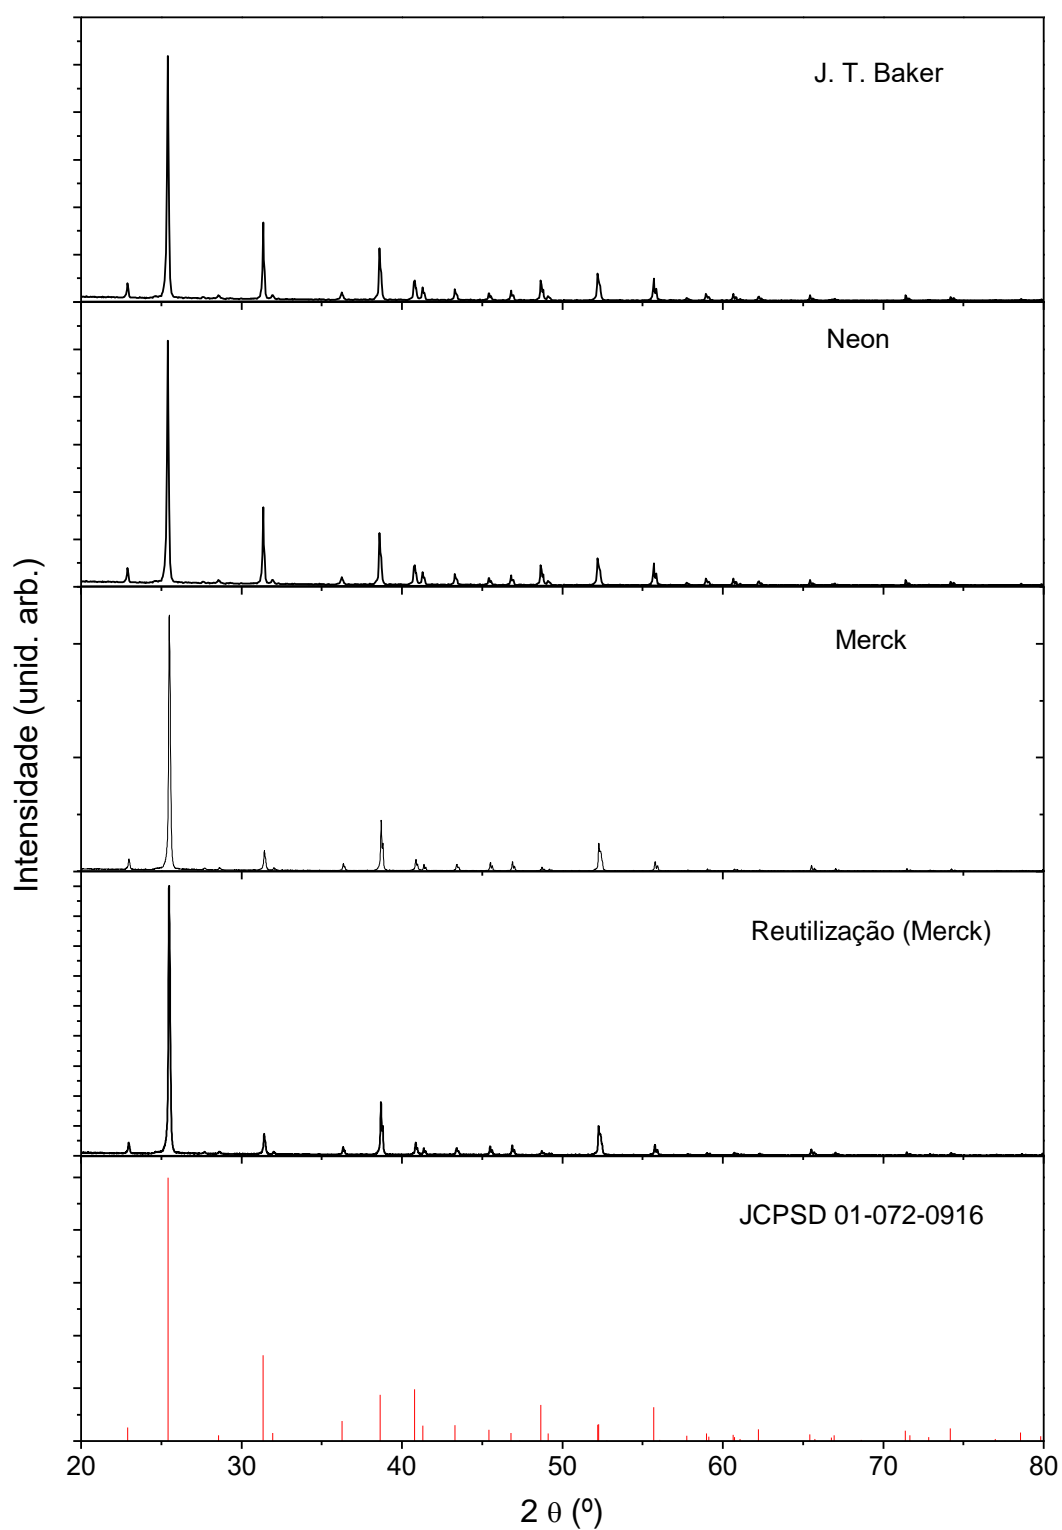 J. T. Baker
Neon
Merck
Reutilização (Merck)
JCPSD 01-072-0916
Intensidade (unid. arb.)
20 30 40 50 60 70 80
2 θ (º)